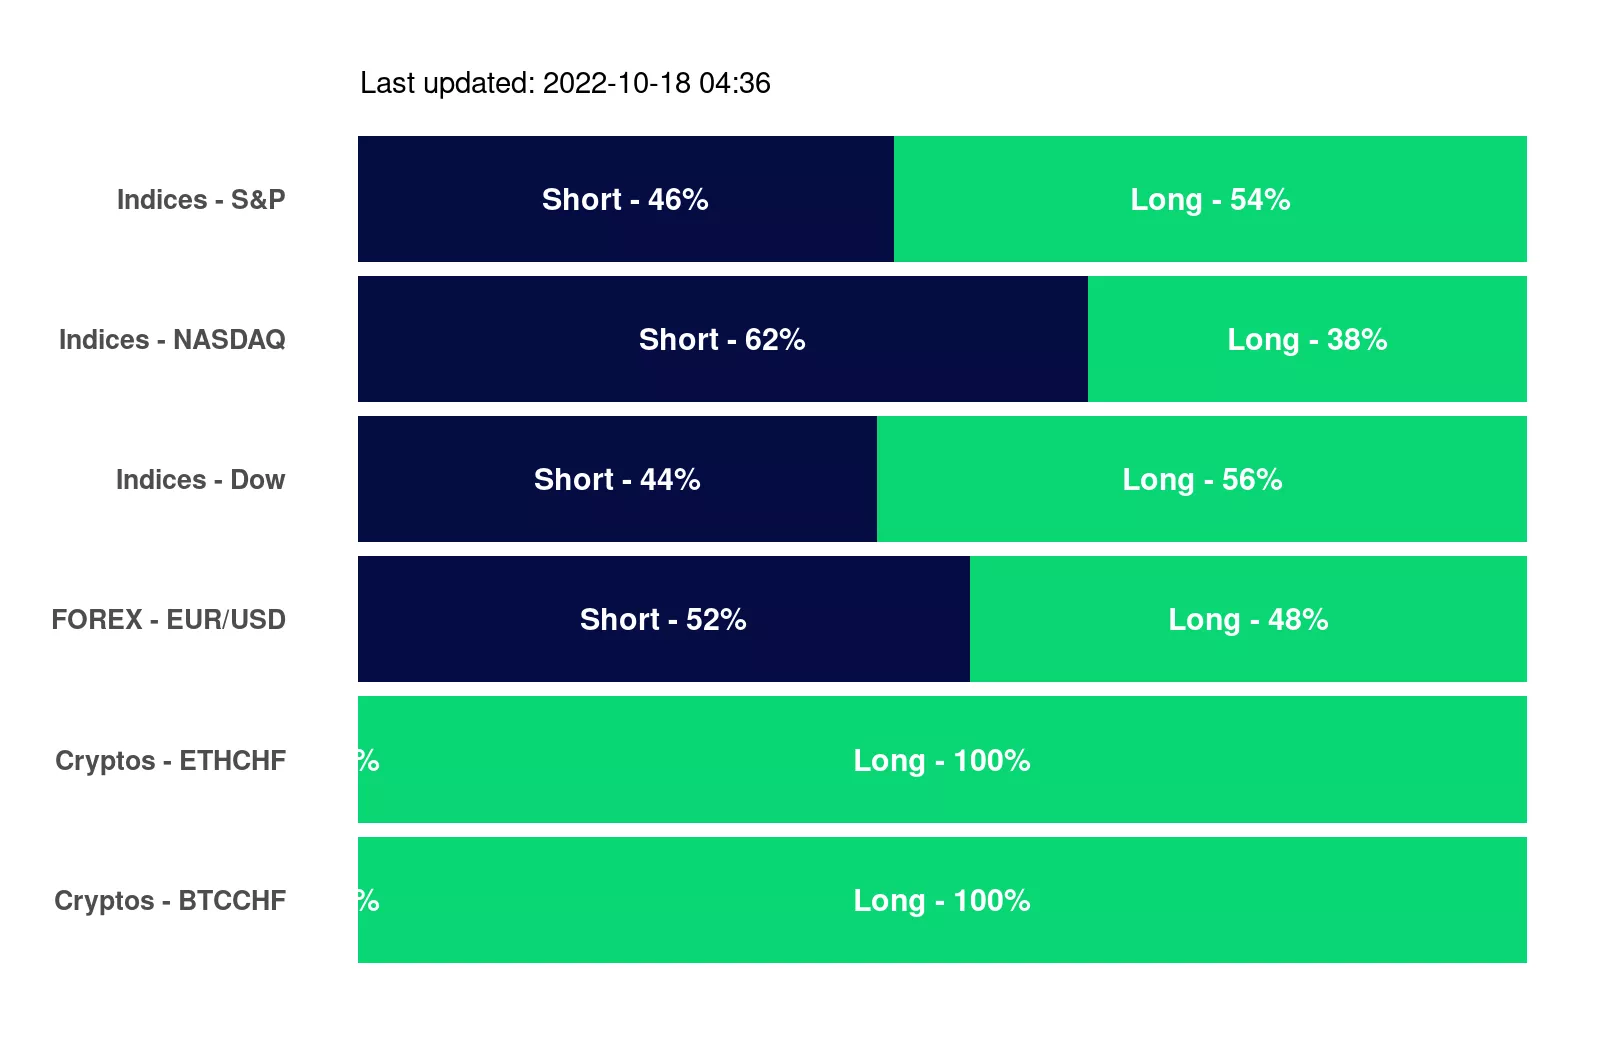 Last updated: 2022-10-18 04:36
Indices - S&P Short - 46% Long - 54%
Indices - NASDAQ Short - 62% Long - 38%
Indices - Dow Short - 44% Long - 56%
FOREX - EUR/USD Short - 52% Long - 48%
Cryptos - ETHCHF % Long - 100%
Cryptos - BTCCHF % Long - 100%